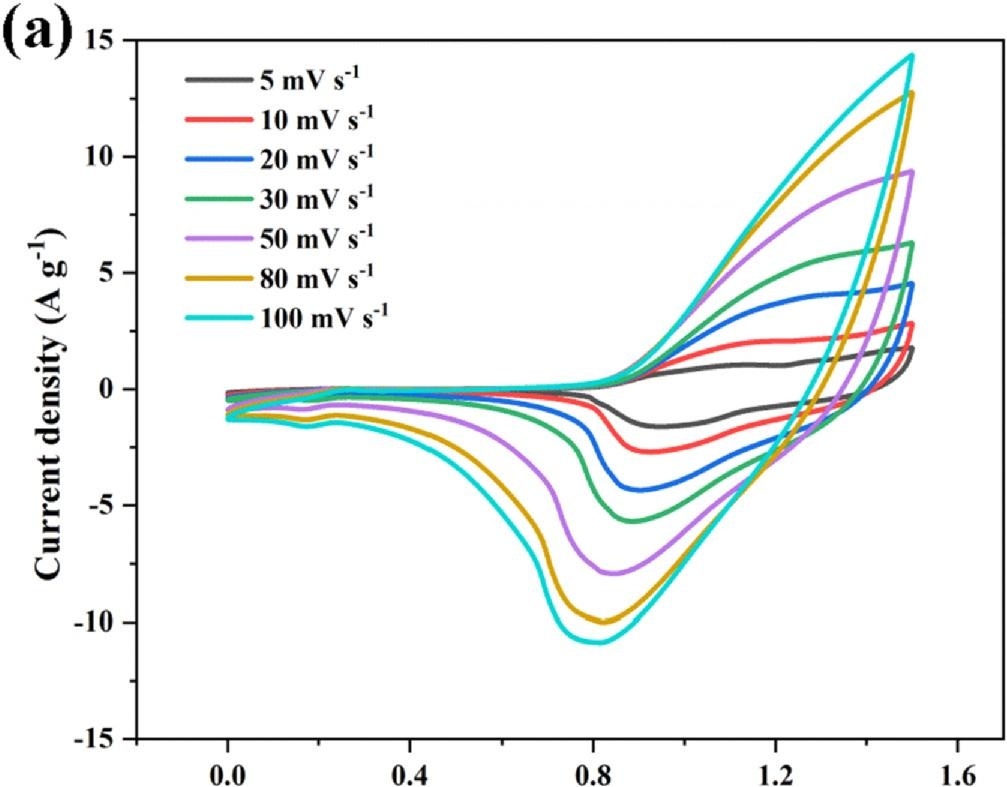 (a)
15
10
5
0
-5
-10
-15
Current density (A g⁻¹)
5 mV s⁻¹
10 mV s⁻¹
20 mV s⁻¹
30 mV s⁻¹
50 mV s⁻¹
80 mV s⁻¹
100 mV s⁻¹
0.0 0.4 0.8 1.2 1.6